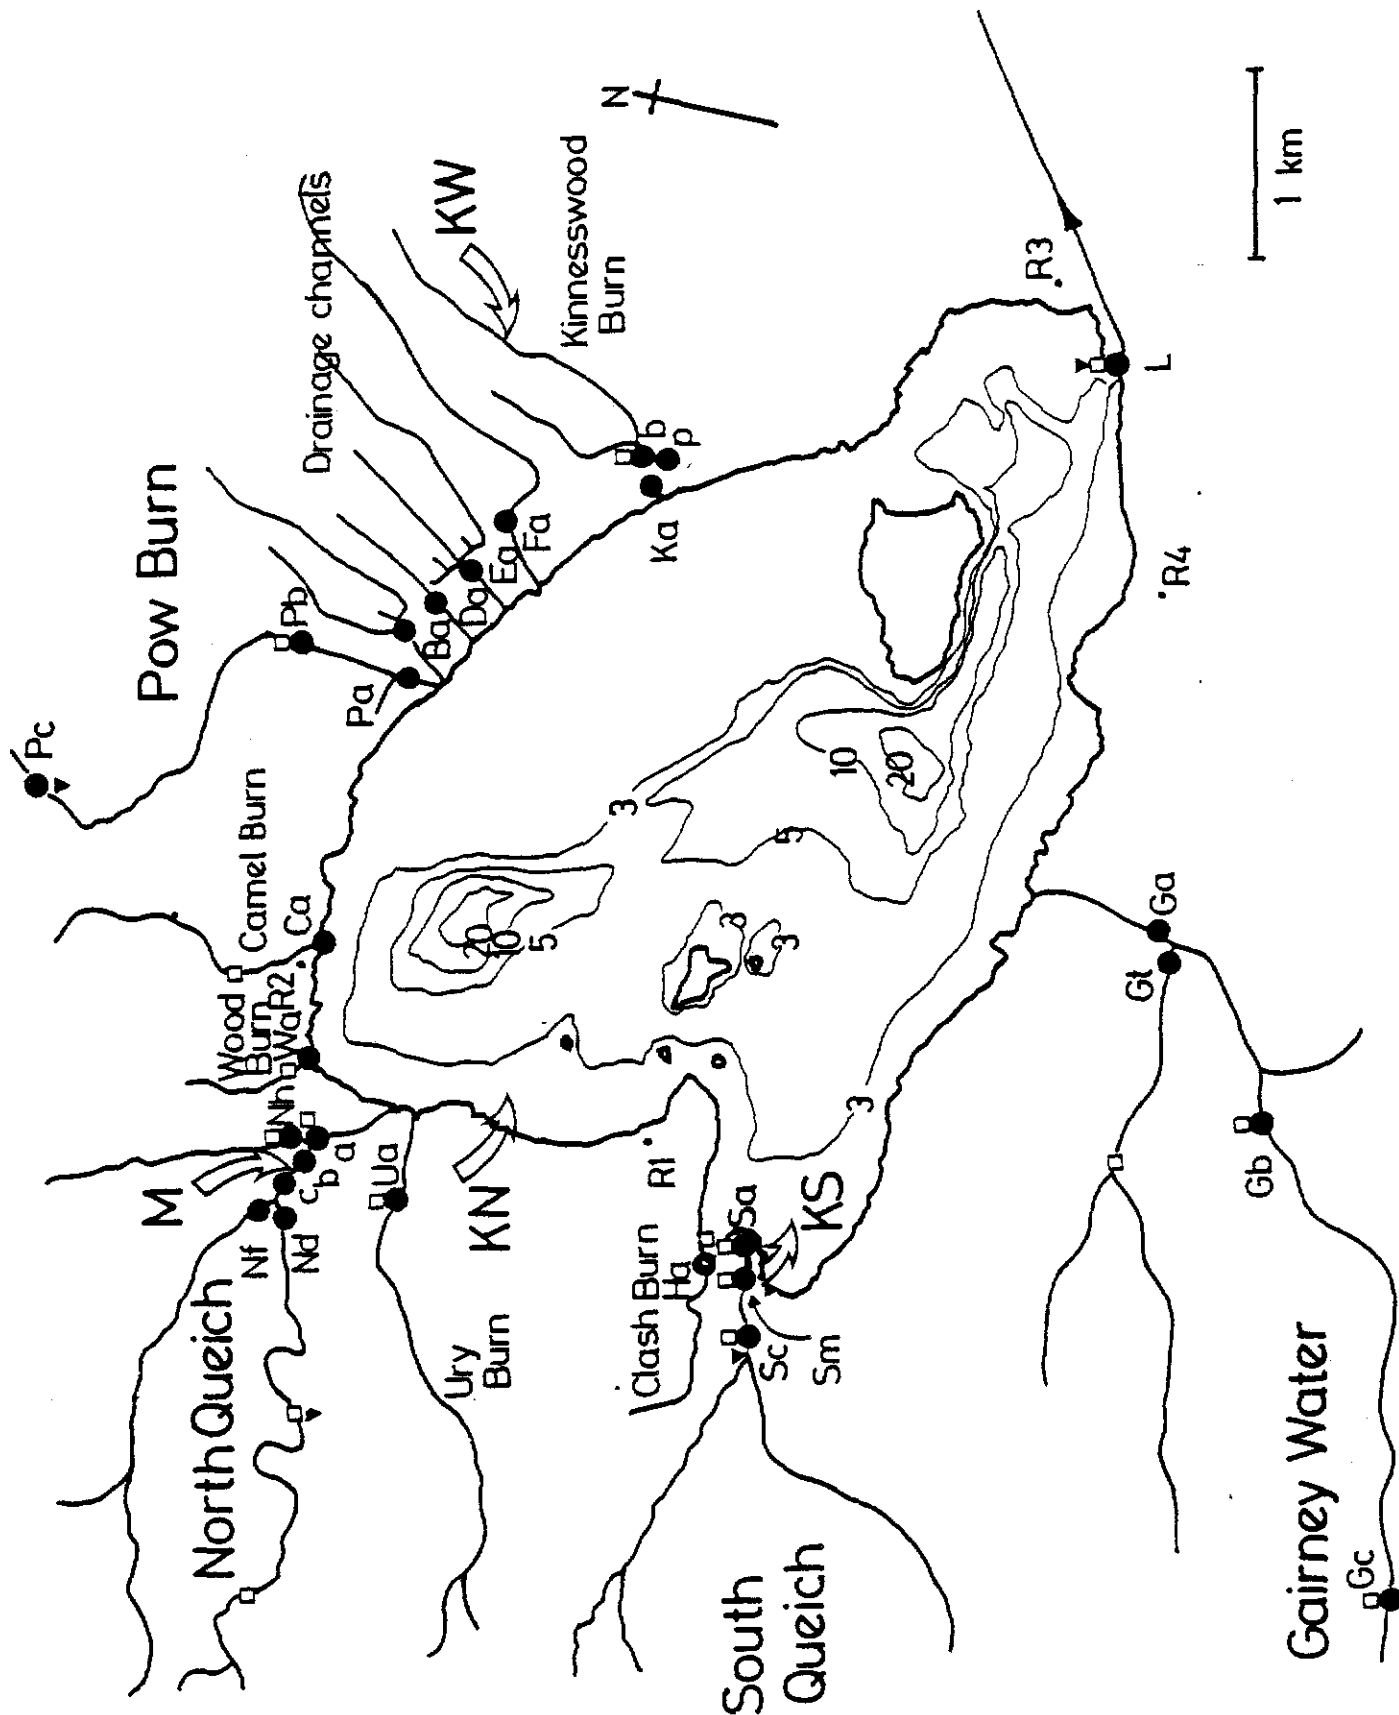 Pc
Pow Burn
Pb
Pa
Ba
Da
Ea
Fa
Drainage channels
KW
Kinnesswood
Burn
b
p
Ka
N
1 km
R3
L
R4
Camel Burn
Ca
R2
Wood
Burn
Wa
Nh
a
b
c
M
Nf
Nd
North Queich
Ua
Ury
Burn
KN
R1
Clash Burn
Ha
Sa
KS
Sc
Sm
South
Queich
Ga
Gt
Gb
Gc
Gairney Water
20
10
5
3
3
3
3
5
10
20